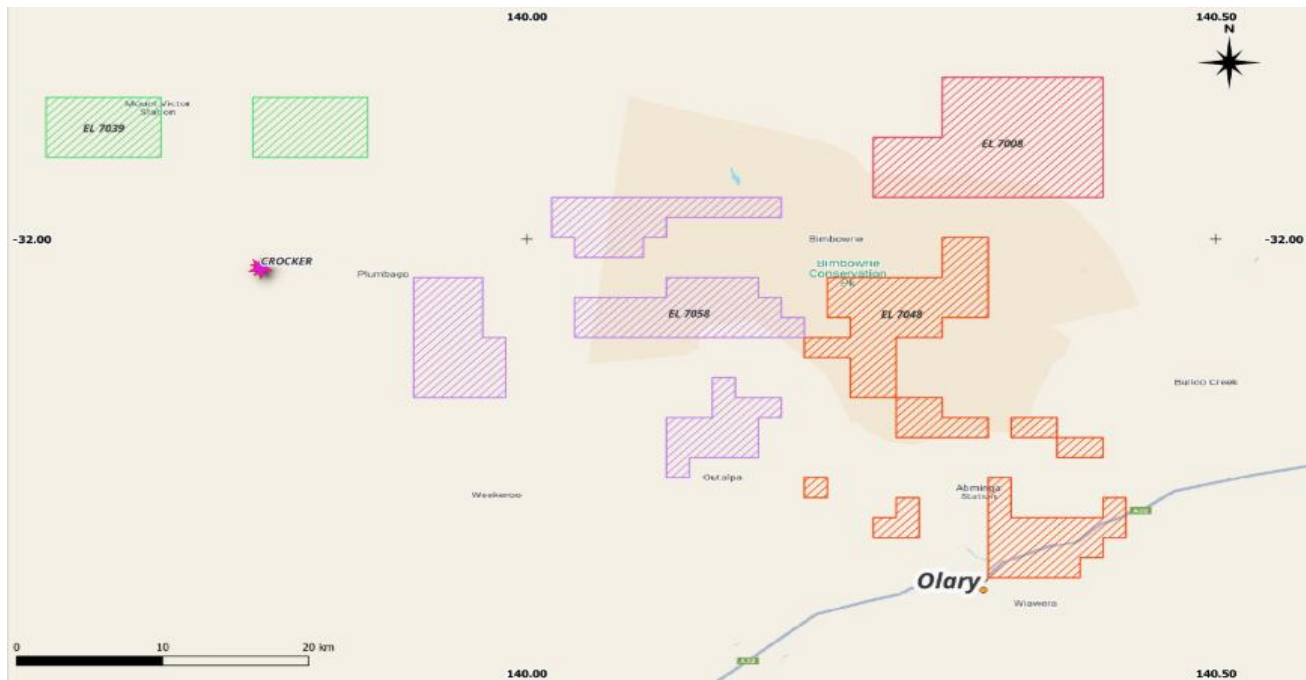 140.00
140.50
N
Mount Victor
Station
EL 7039
EL 7008
-32.00
Bimbowrie
-32.00
CROCKER
Plumbago
Bimbowrie
Conservation
Pk
EL 7058
EL 7048
Outalpa
Weekeroo
Abminga
Station
A32
Olary
Wiawera
0
10
20 km
A32
140.00
140.50